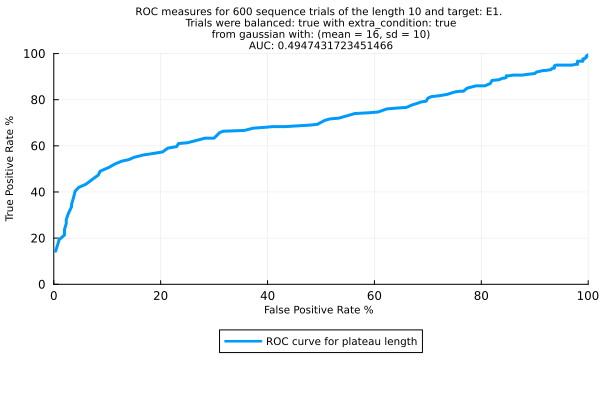 ROC measures for 600 sequence trials of the length 10 and target: E1.
Trials were balanced: true with extra_condition: true
from gaussian with: (mean = 16, sd = 10)
AUC: 0.4947431723451466
100
80
60
40
20
0
True Positive Rate %
0 20 40 60 80 100
False Positive Rate %
ROC curve for plateau length